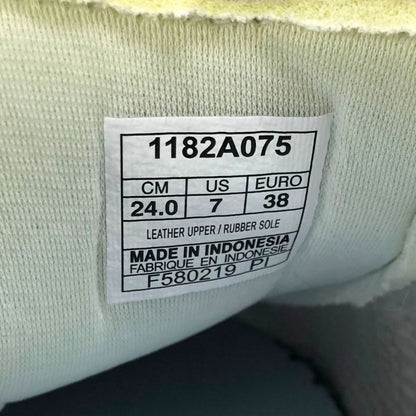 1182A075
CM US EURO
24.0 7 38
LEATHER UPPER / RUBBER SOLE
MADE IN INDONESIA
FABRIQUE EN INDONESIE
F580219 PI